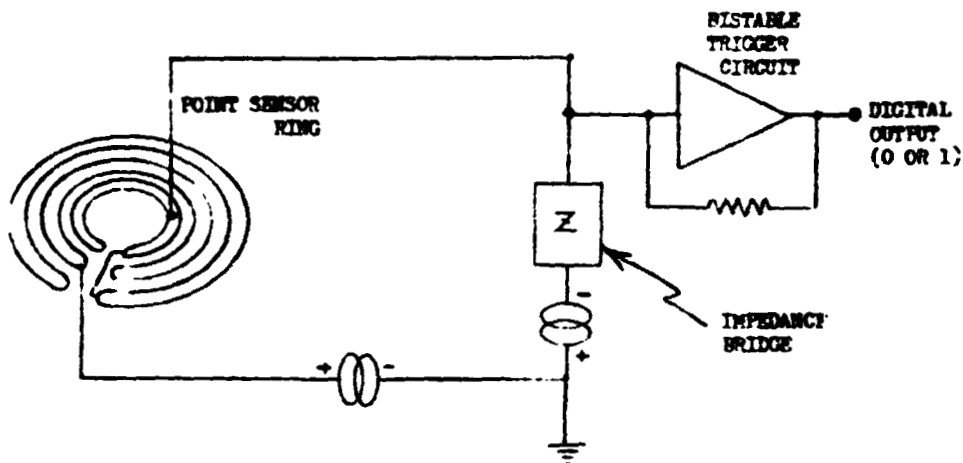 BISTABLE
TRIGGER
CIRCUIT
POINT SENSOR
RING
DIGITAL
OUTPUT
(0 OR 1)
Z
-
+
+ -
IMPEDANCE
BRIDGE